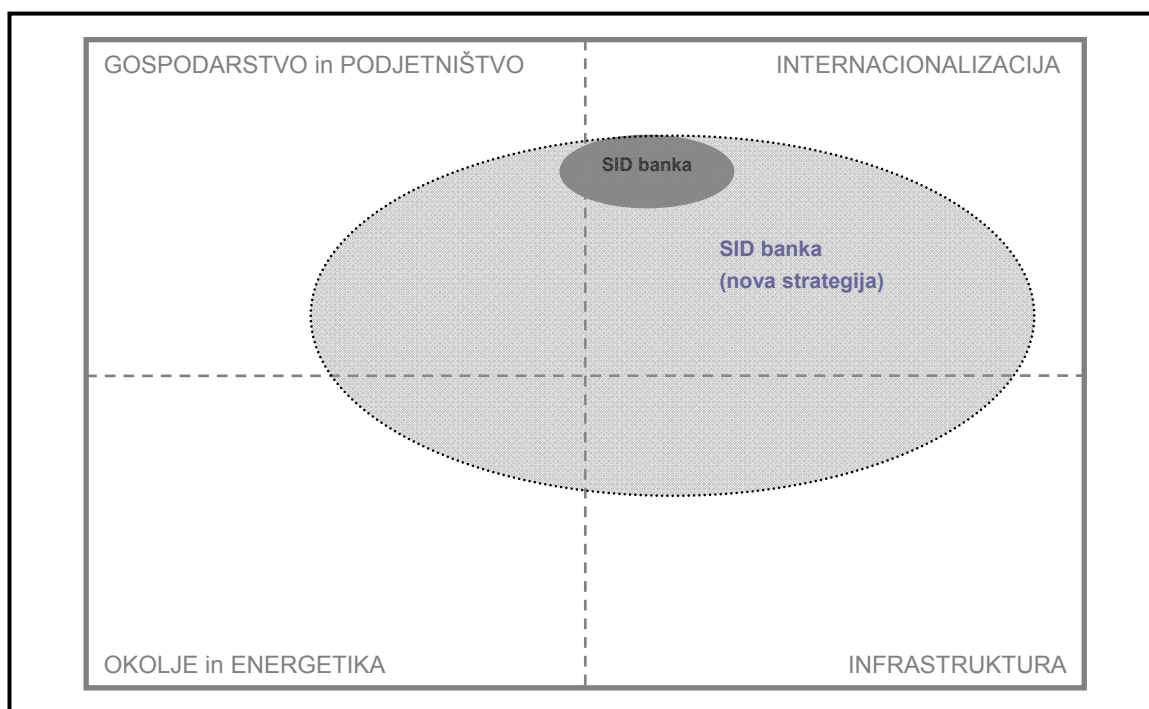 GOSPODARSTVO in PODJETNIŠTVO
INTERNACIONALIZACIJA
SID banka
SID banka
(nova strategija)
OKOLJE in ENERGETIKA
INFRASTRUKTURA